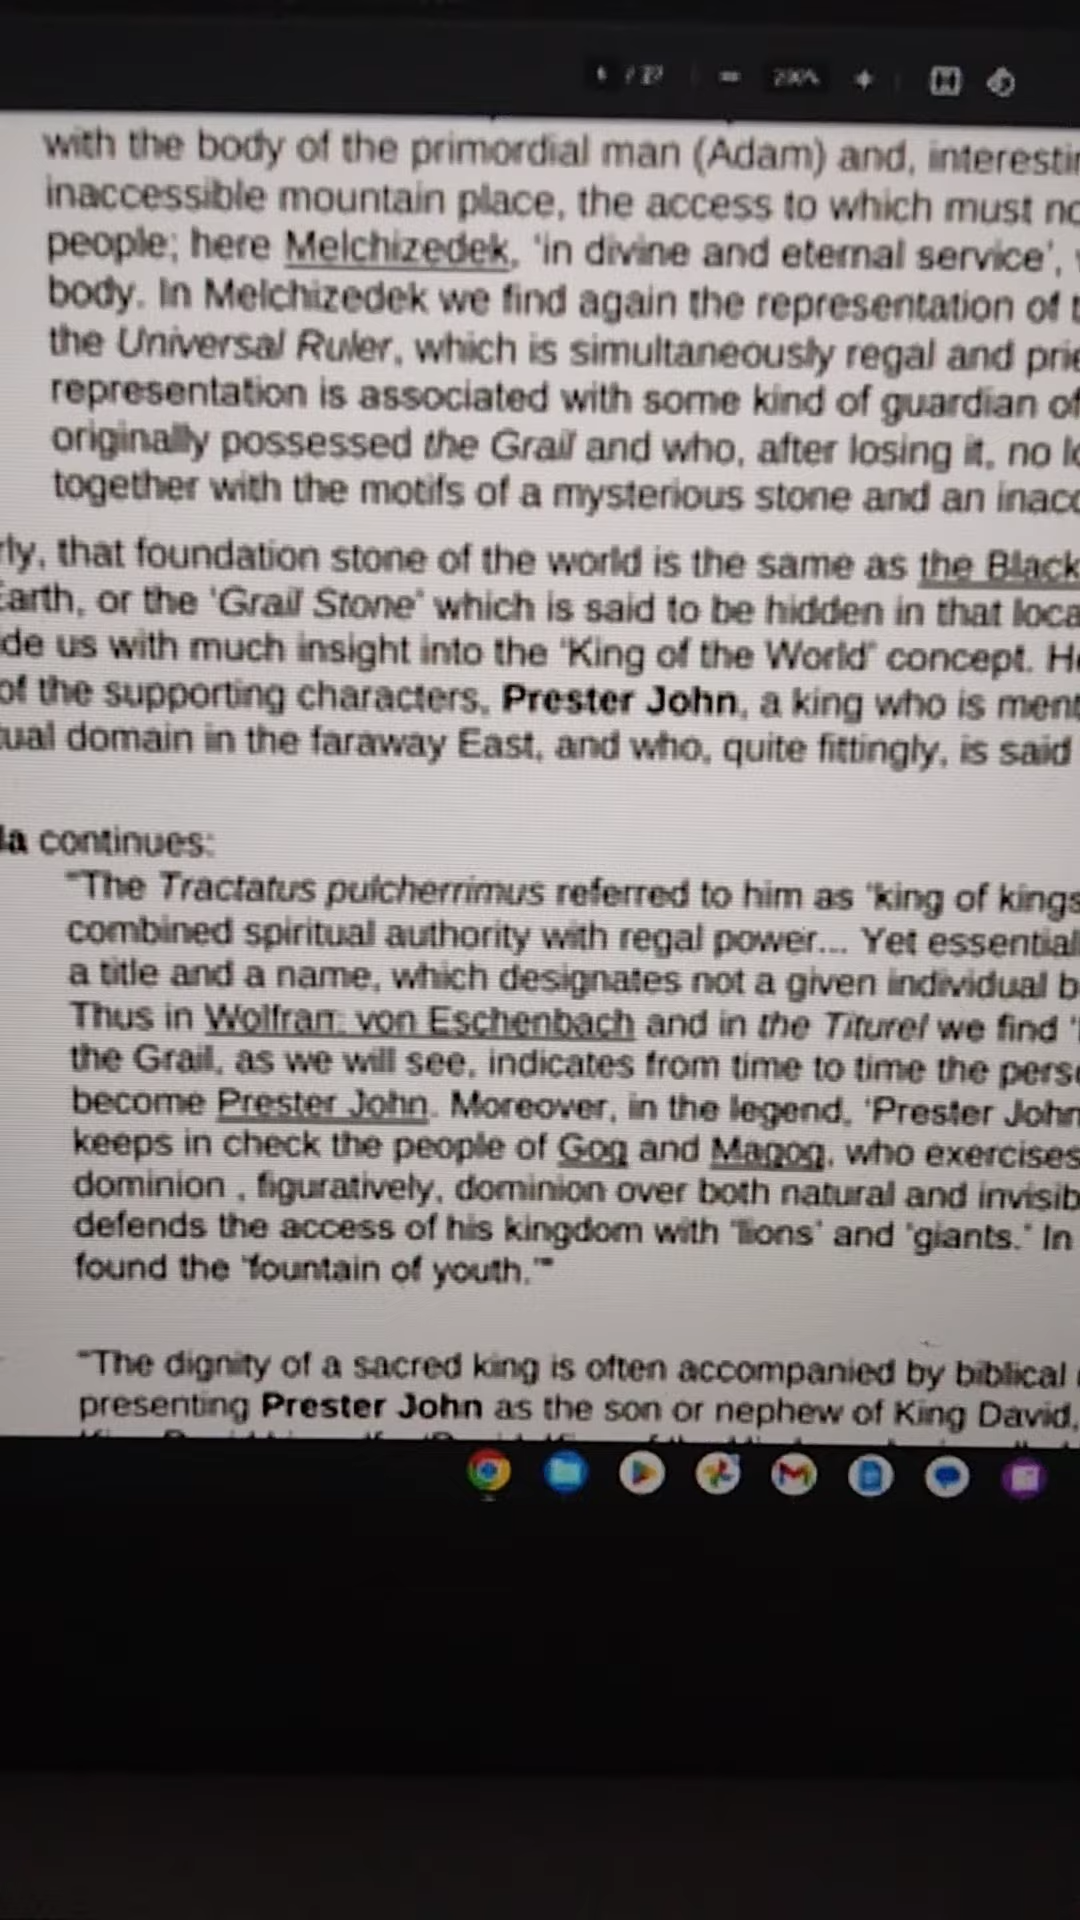 / 27
with the body of the primordial man (Adam) and, interestin
inaccessible mountain place, the access to which must no
people; here Melchizedek, 'in divine and eternal service',
body. In Melchizedek we find again the representation of t
the Universal Ruler, which is simultaneously regal and prie
representation is associated with some kind of guardian of
originally possessed the Grail and who, after losing it, no lo
together with the motifs of a mysterious stone and an inacc
rly, that foundation stone of the world is the same as the Black
Earth, or the 'Grail Stone' which is said to be hidden in that loca
de us with much insight into the 'King of the World' concept. He
of the supporting characters, Prester John, a king who is ment
tual domain in the faraway East, and who, quite fittingly, is said
la continues:
"The Tractatus pulcherrimus referred to him as 'king of kings
combined spiritual authority with regal power... Yet essential
a title and a name, which designates not a given individual b
Thus in Wolfram von Eschenbach and in the Titurel we find '
the Grail, as we will see, indicates from time to time the perso
become Prester John. Moreover, in the legend, 'Prester John
keeps in check the people of Gog and Magog, who exercises
dominion , figuratively, dominion over both natural and invisib
defends the access of his kingdom with 'lions' and 'giants.' In
found the 'fountain of youth.'"
"The dignity of a sacred king is often accompanied by biblical
presenting Prester John as the son or nephew of King David,